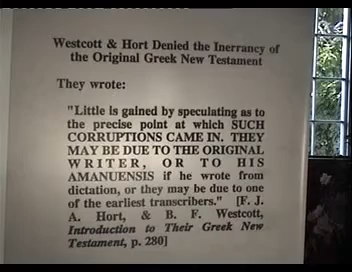 Westcott & Hort Denied the Inerrancy of
the Original Greek New Testament
They wrote:
"Little is gained by speculating as to
the precise point at which SUCH
CORRUPTIONS CAME IN. THEY
MAY BE DUE TO THE ORIGINAL
WRITER, OR TO HIS
AMANUENSIS if he wrote from
dictation, or they may be due to one
of the earliest transcribers." [F. J.
A. Hort, & B. F. Westcott,
Introduction to Their Greek New
Testament, p. 280]